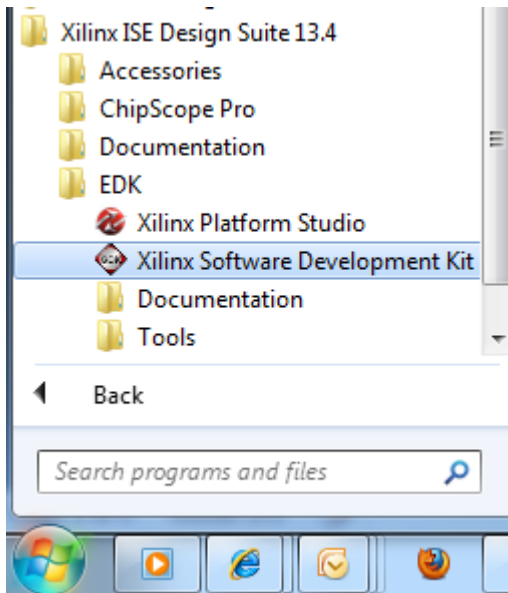 Xilinx ISE Design Suite 13.4
Accessories
ChipScope Pro
Documentation
EDK
Xilinx Platform Studio
Xilinx Software Development Kit
Documentation
Tools
Back
Search programs and files